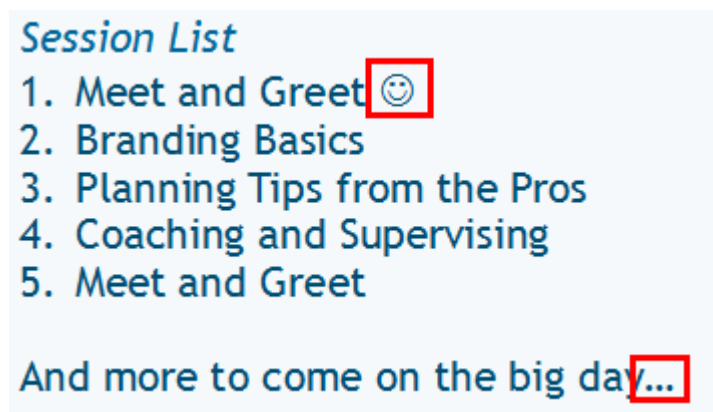 Session List
1. Meet and Greet ☺
2. Branding Basics
3. Planning Tips from the Pros
4. Coaching and Supervising
5. Meet and Greet
And more to come on the big day…